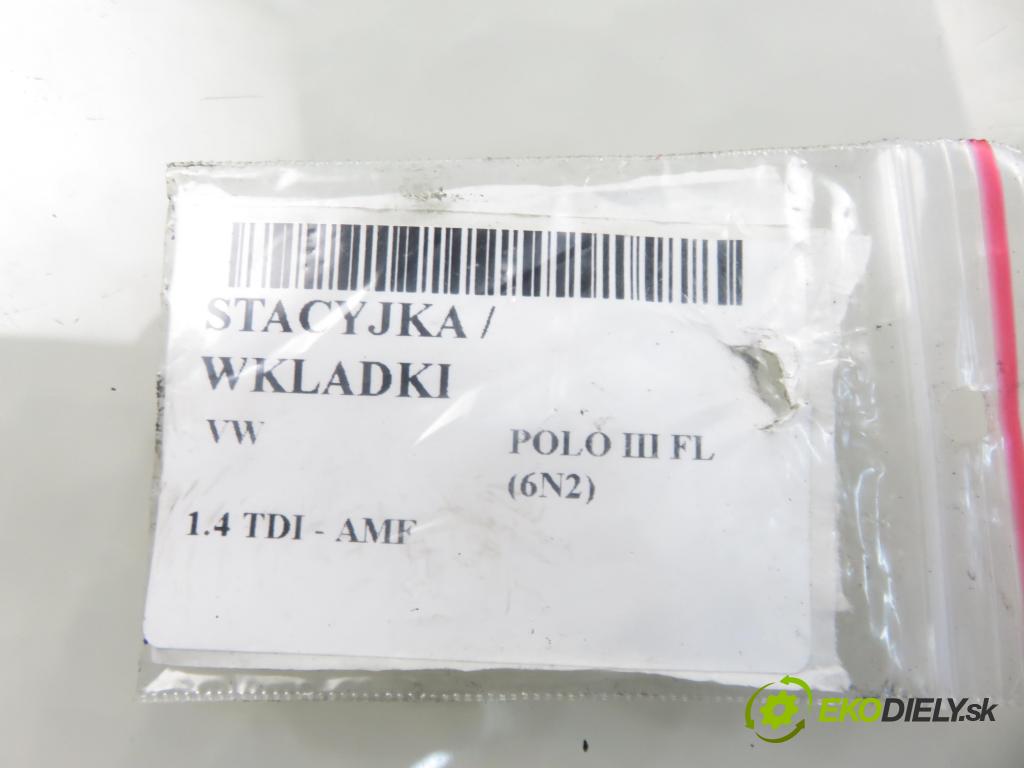 STACYJKA /
WKLADKI
VW
POLO III FL
(6N2)
1.4 TDI - AMF
EKODIELY.sk